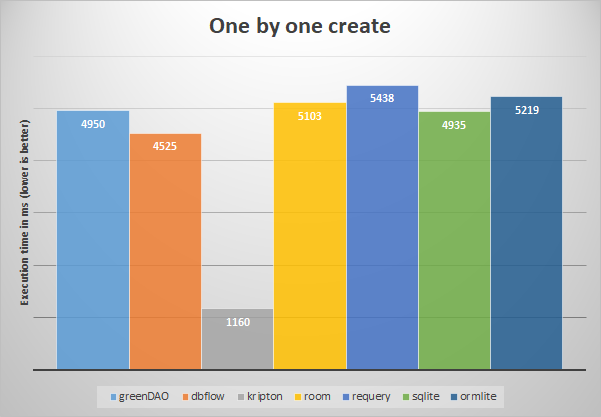 One by one create
Execution time in ms (lower is better)
4950
4525
1160
5103
5438
4935
5219
greenDAO dbflow kripton room requery sqlite ormlite